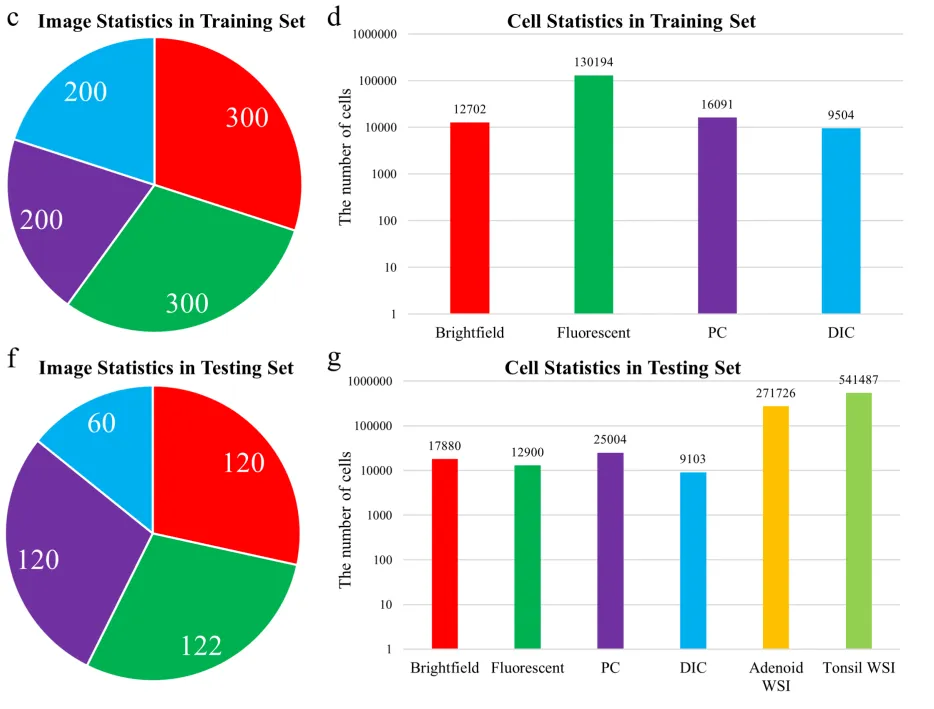 c
Image Statistics in Training Set
200
300
200
300
d
Cell Statistics in Training Set
The number of cells
1000000
100000
10000
1000
100
10
1
12702
130194
16091
9504
Brightfield
Fluorescent
PC
DIC
f
Image Statistics in Testing Set
60
120
120
122
g
Cell Statistics in Testing Set
The number of cells
1000000
100000
10000
1000
100
10
1
17880
12900
25004
9103
271726
541487
Brightfield
Fluorescent
PC
DIC
Adenoid
WSI
Tonsil WSI